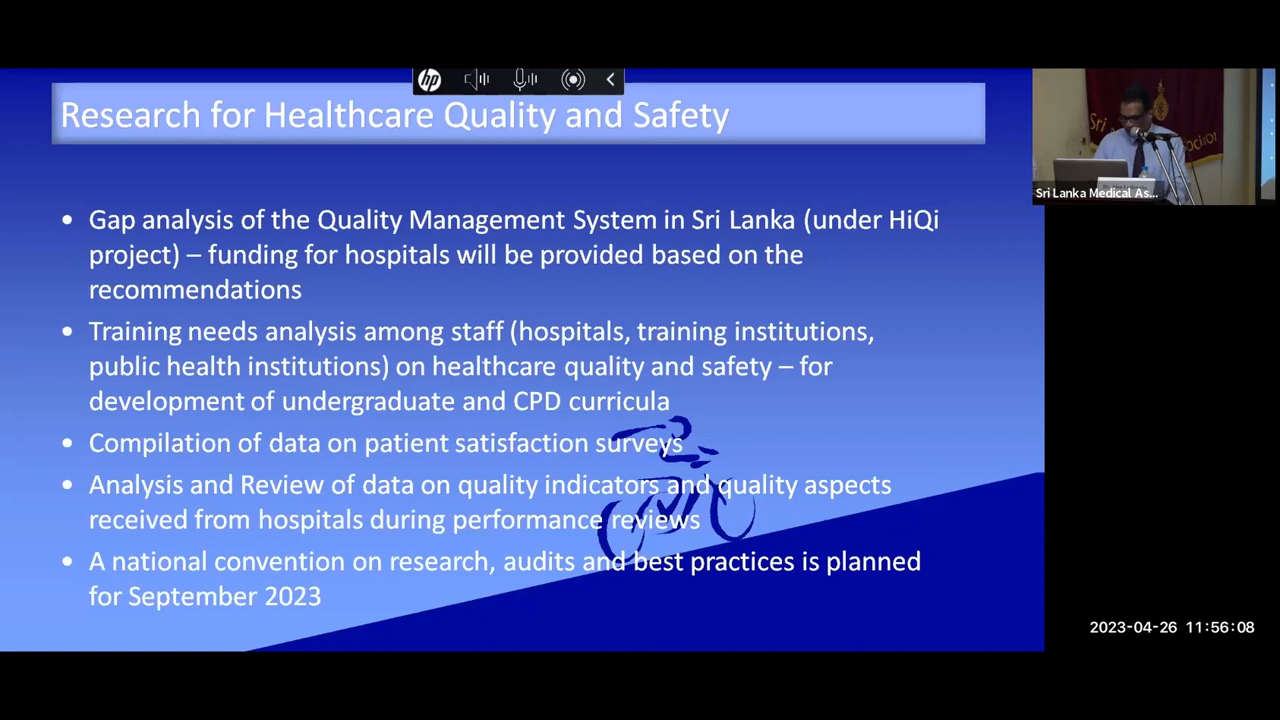 hp
Research for Healthcare Quality and Safety
• Gap analysis of the Quality Management System in Sri Lanka (under HiQi
project) – funding for hospitals will be provided based on the
recommendations
• Training needs analysis among staff (hospitals, training institutions,
public health institutions) on healthcare quality and safety – for
development of undergraduate and CPD curricula
• Compilation of data on patient satisfaction surveys
• Analysis and Review of data on quality indicators and quality aspects
received from hospitals during performance reviews
• A national convention on research, audits and best practices is planned
for September 2023
Sri
Sri Lanka Medical As...
2023-04-26 11:56:08